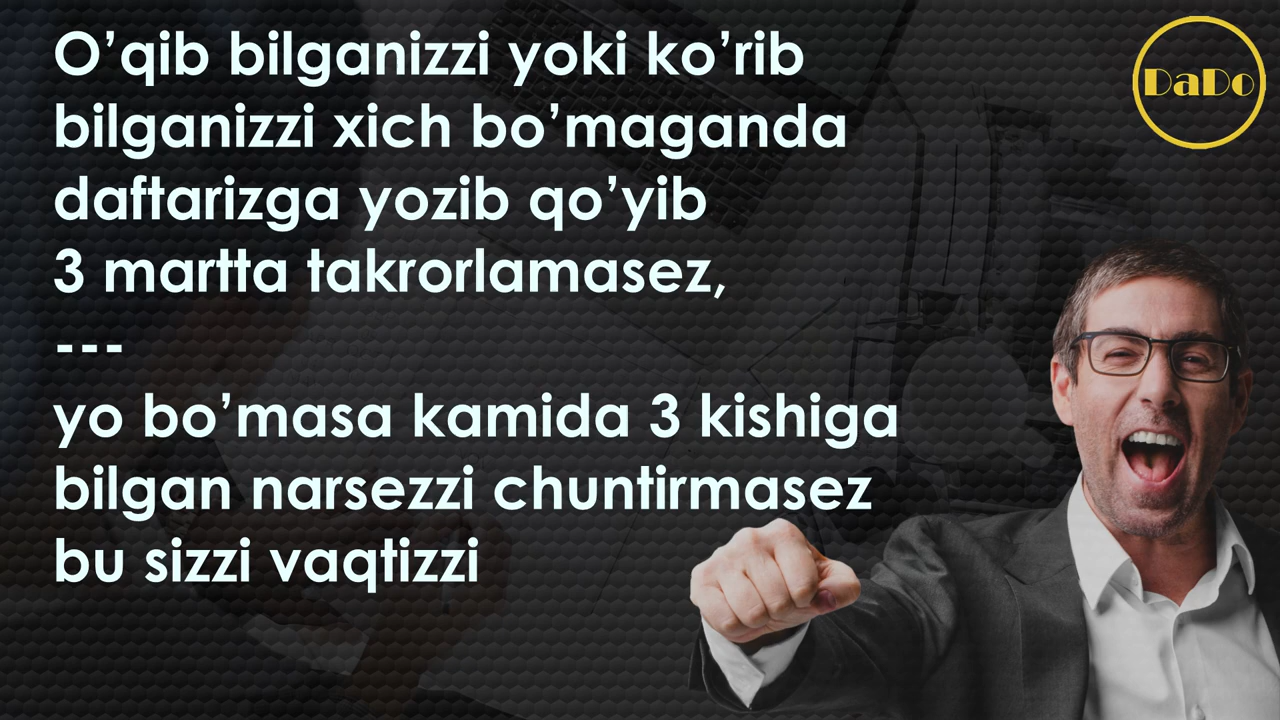 O’qib bilganizzi yoki ko’rib
bilganizzi xich bo’maganda
daftarizga yozib qo’yib
3 martta takrorlamasez,
---
yo bo’masa kamida 3 kishiga
bilgan narsezzi chuntirmasez
bu sizzi vaqtizzi
DaDo